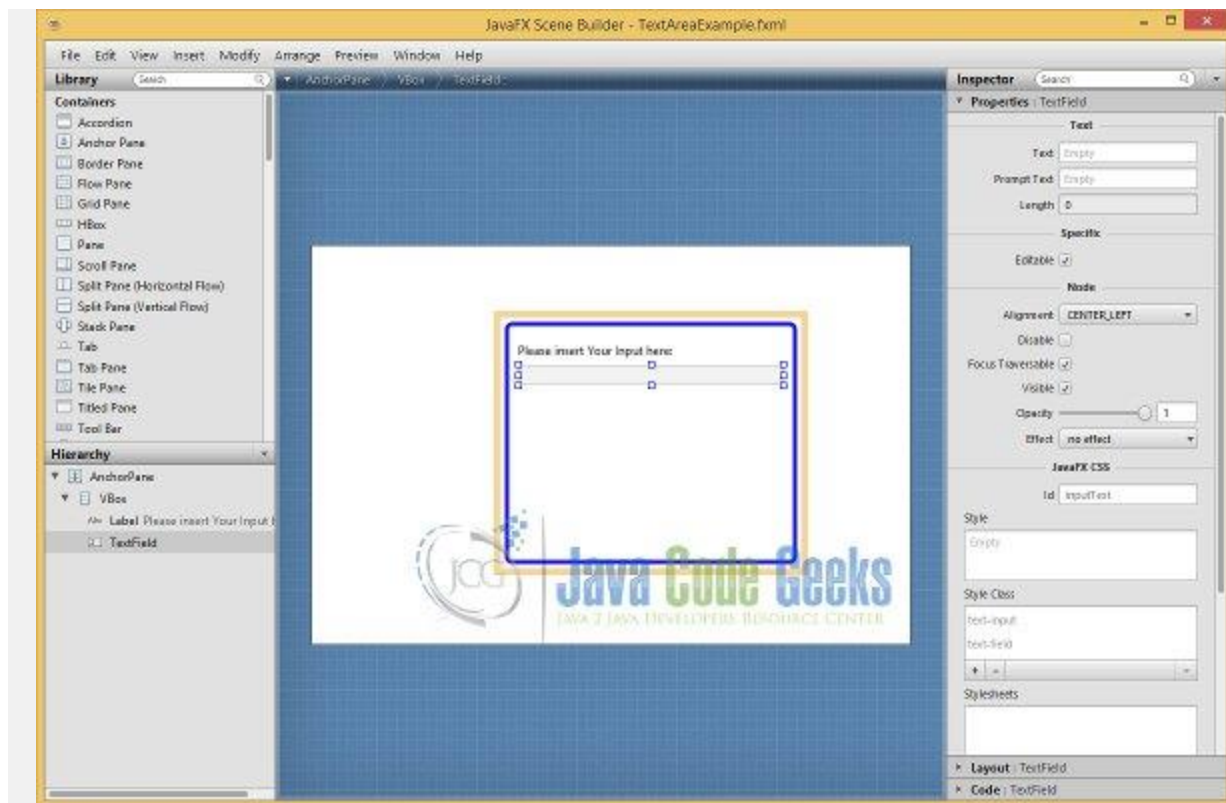 JavaFX Scene Builder - TextAreaExample.fxml
File Edit View Insert Modify Arrange Preview Window Help
Library Search
AnchorPane VBox TextField
Inspector Search
Properties : TextField
Containers
Accordion
Anchor Pane
Border Pane
Flow Pane
Grid Pane
HBox
Pane
Scroll Pane
Split Pane (Horizontal Flow)
Split Pane (Vertical Flow)
Stack Pane
Tab
Tab Pane
Tile Pane
Titled Pane
Tool Bar
Hierarchy
AnchorPane
VBox
Abc Label Please insert Your Input
TextField
Please insert Your Input here:
JCG
Java Code Geeks
JAVA 2 JAVA DEVELOPERS RESOURCE CENTER
Text
Text Empty
Prompt Text Empty
Length 0
Specific
Editable
Node
Alignment CENTER_LEFT
Disable
Focus Traversable
Visible
Opacity 1
Effect no effect
JavaFX CSS
Id inputText
Style
Empty
Style Class
text-input
text-field
+ -
Stylesheets
Layout : TextField
Code : TextField